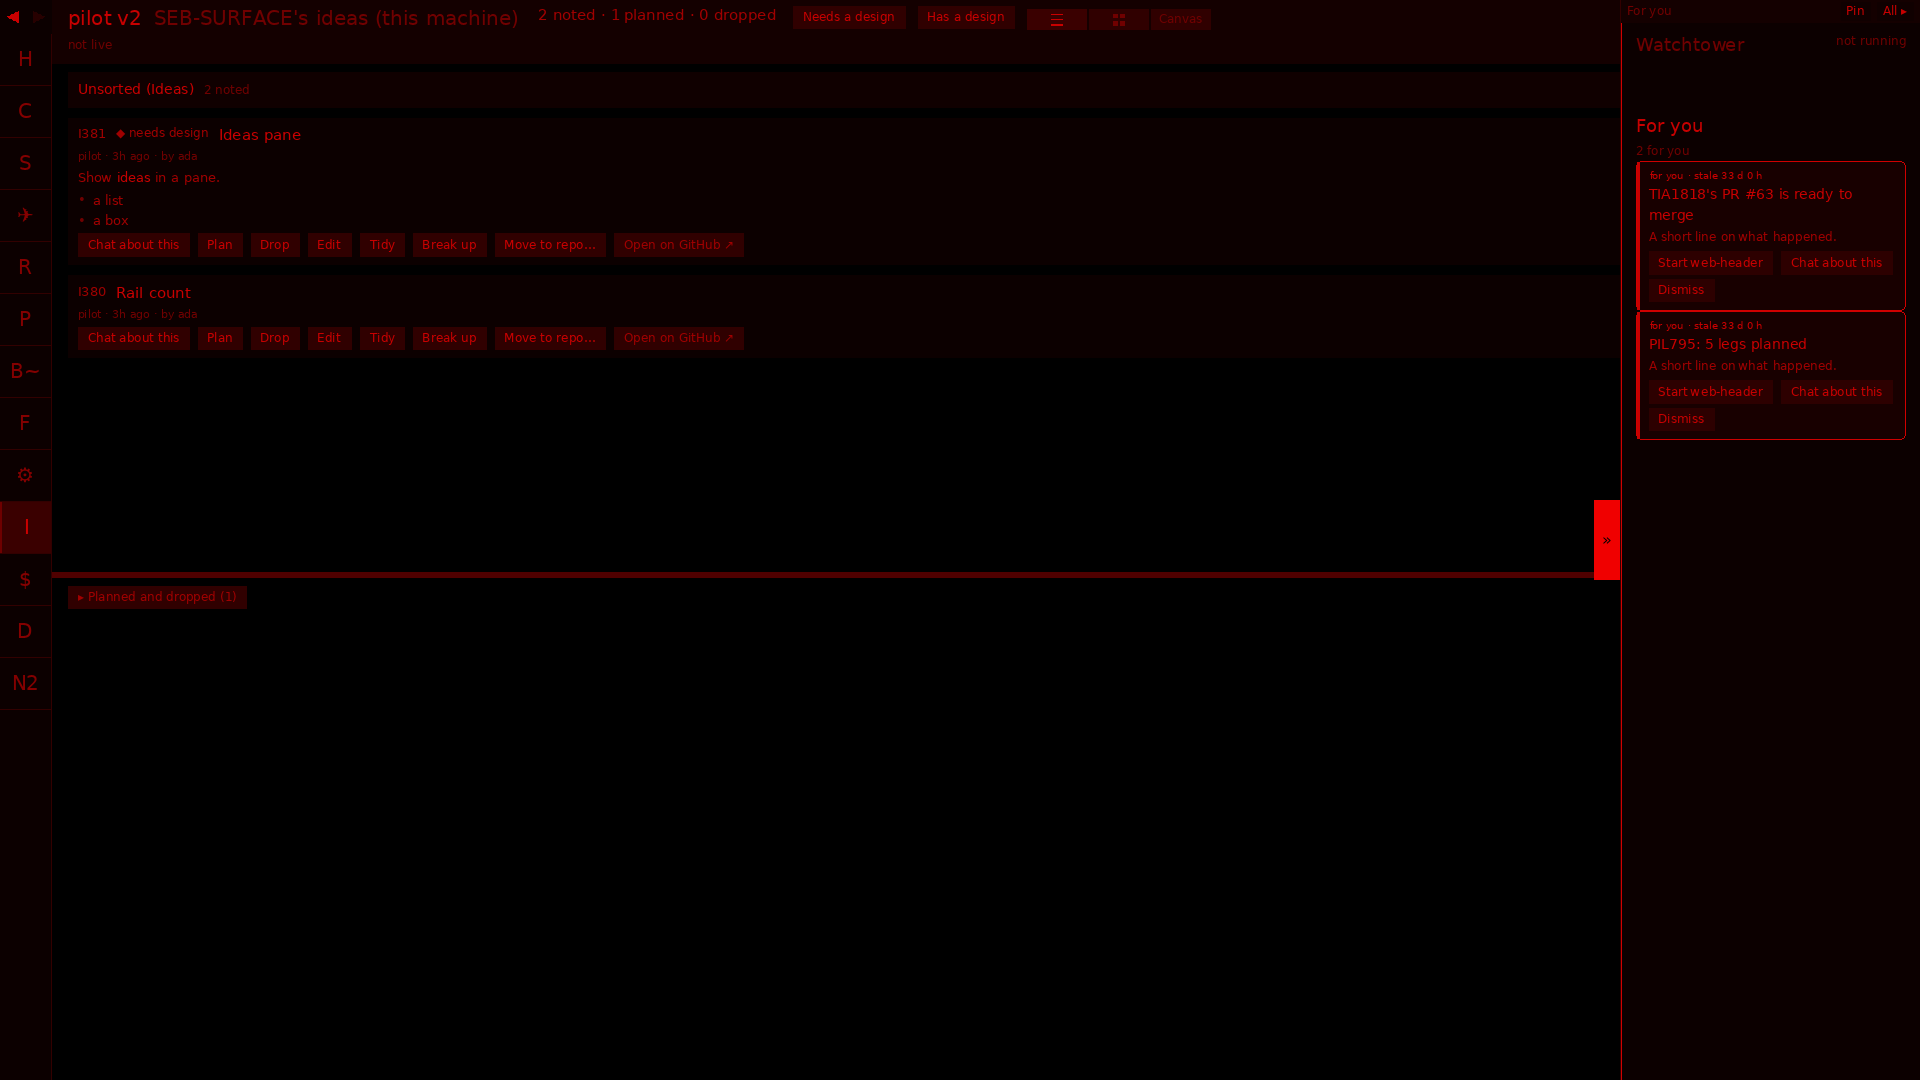 ◀ ▶
H
C
S
✈
R
P
B~
F
⚙
I
$
D
N2
pilot v2 SEB-SURFACE's ideas (this machine) 2 noted · 1 planned · 0 dropped Needs a design Has a design ☰ Canvas
not live
Unsorted (Ideas) · 2 noted
I381 ◆ needs design Ideas pane
pilot · 3h ago · by ada
Show ideas in a pane.
• a list
• a box
Chat about this Plan Drop Edit Tidy Break up Move to repo... Open on GitHub ↗
I380 Rail count
pilot · 3h ago · by ada
Chat about this Plan Drop Edit Tidy Break up Move to repo... Open on GitHub ↗
»
▸ Planned and dropped (1)
For you Pin All ▸
Watchtower not running
For you
2 for you
for you · stale 33 d 0 h
TIA1818's PR #63 is ready to
merge
A short line on what happened.
Start web-header Chat about this
Dismiss
for you · stale 33 d 0 h
PIL795: 5 legs planned
A short line on what happened.
Start web-header Chat about this
Dismiss